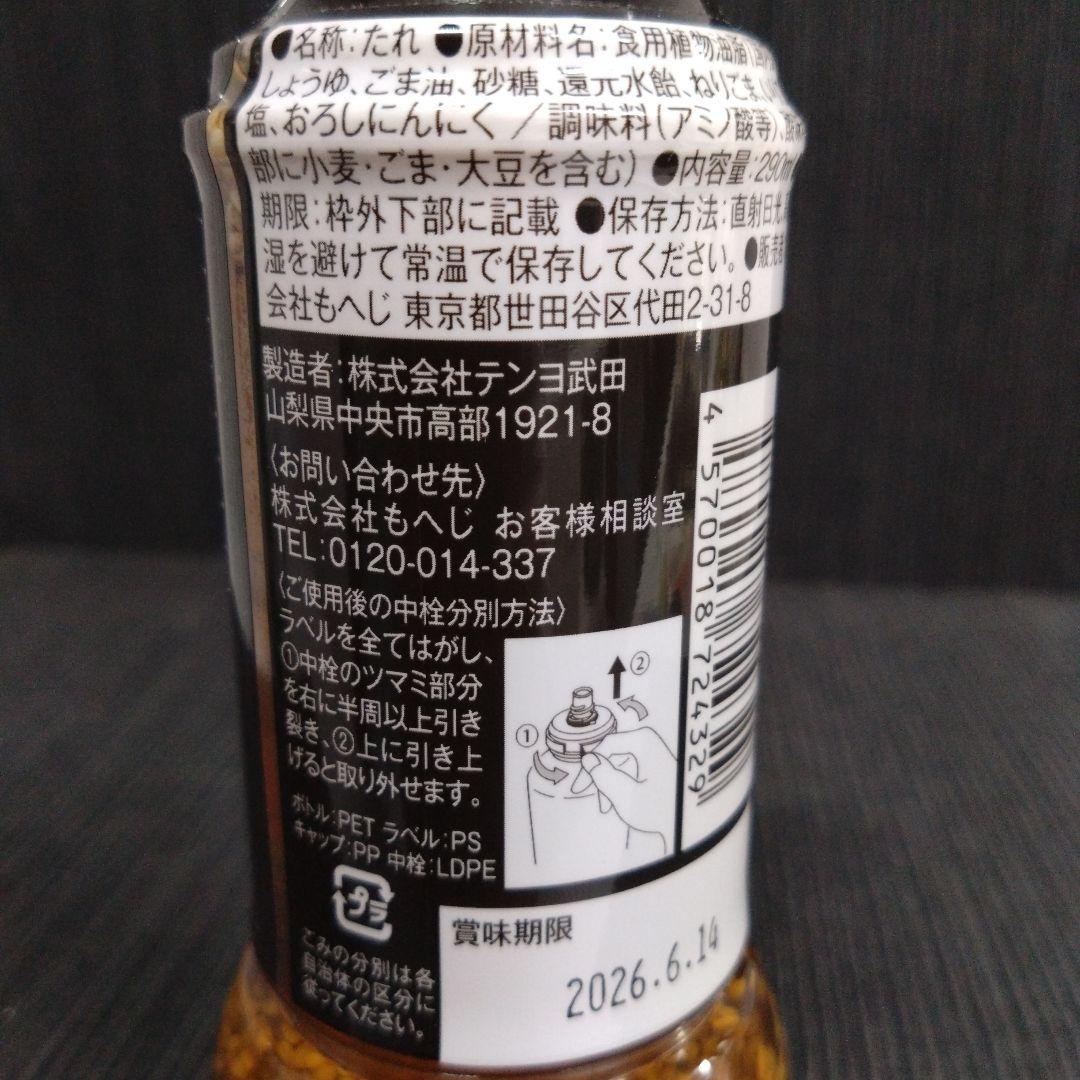 ●名称：たれ ●原材料名：食用植物油脂
しょうゆ、ごま油、砂糖、還元水飴、ねりごま、
塩、おろしにんにく ／ 調味料（アミノ酸等）、
部に小麦・ごま・大豆を含む） ●内容量：290ml
期限：枠外下部に記載 ●保存方法：直射日光、
湿を避けて常温で保存してください。 ●販売者
会社もへじ 東京都世田谷区代田2-31-8
製造者：株式会社テンヨ武田
山梨県中央市高部1921-8
〈お問い合わせ先〉
株式会社もへじ お客様相談室
TEL：0120-014-337
〈ご使用後の中栓分別方法〉
ラベルを全てはがし、
①中栓のツマミ部分
を右に半周以上引き
裂き、②上に引き上
げると取り外せます。
① ②
ボトル：PET ラベル：PS
キャップ：PP 中栓：LDPE
プラ
ごみの分別は各
自治体の区分に
従ってください。
賞味期限
2026.6.14
4 570018 724329